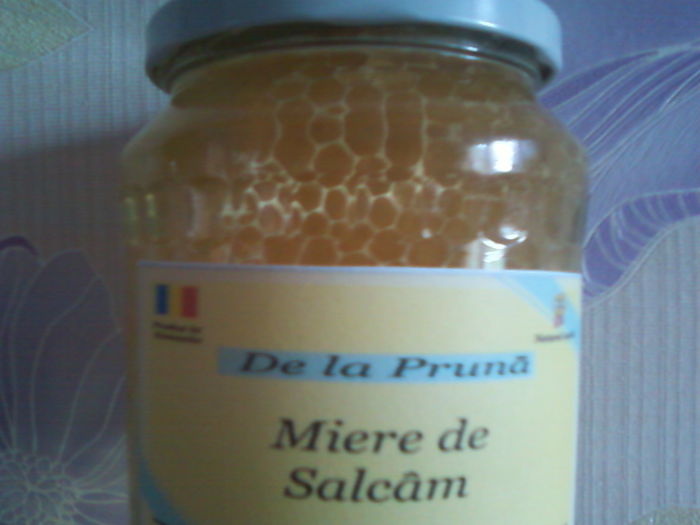 De la Prună
Miere de
Salcâm